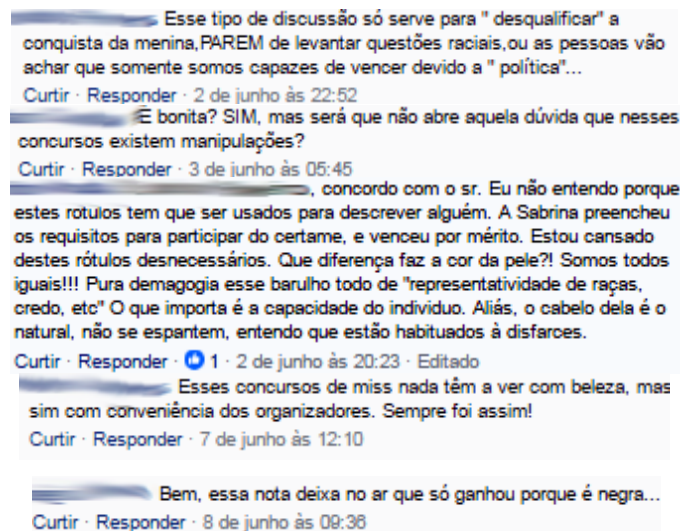 Esse tipo de discussão só serve para " desqualificar" a
conquista da menina,PAREM de levantar questões raciais,ou as pessoas vão
achar que somente somos capazes de vencer devido a " política"...
Curtir · Responder · 2 de junho às 22:52
É bonita? SIM, mas será que não abre aquela dúvida que nesses
concursos existem manipulações?
Curtir · Responder · 3 de junho às 05:45
, concordo com o sr. Eu não entendo porque
estes rotulos tem que ser usados para descrever alguém. A Sabrina preencheu
os requisitos para participar do certame, e venceu por mérito. Estou cansado
destes rótulos desnecessários. Que diferença faz a cor da pele?! Somos todos
iguais!!! Pura demagogia esse barulho todo de "representatividade de raças,
credo, etc" O que importa é a capacidade do individuo. Aliás, o cabelo dela é o
natural, não se espantem, entendo que estão habituados à disfarces.
Curtir · Responder · 1 · 2 de junho às 20:23 · Editado
Esses concursos de miss nada têm a ver com beleza, mas
sim com conveniência dos organizadores. Sempre foi assim!
Curtir · Responder · 7 de junho às 12:10
Bem, essa nota deixa no ar que só ganhou porque é negra...
Curtir · Responder · 8 de junho às 09:36